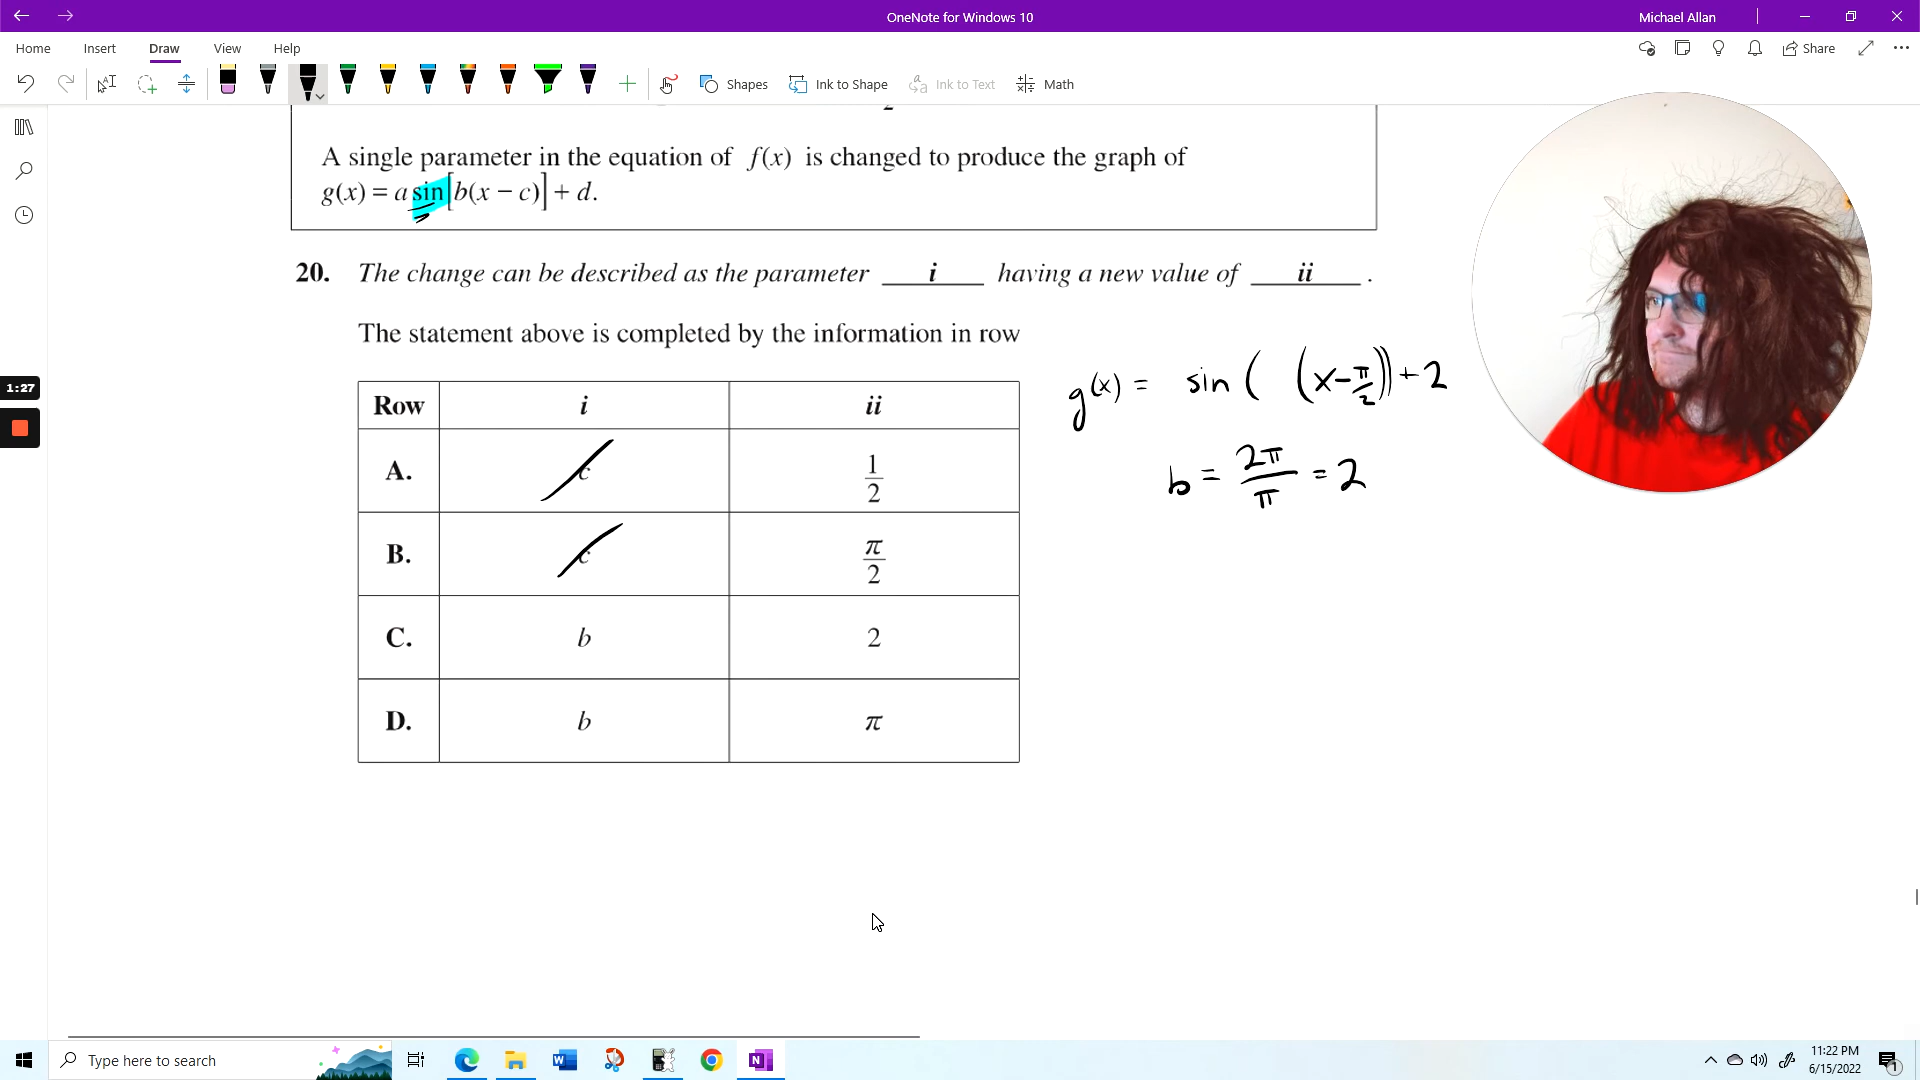 OneNote for Windows 10
Michael Allan
Home Insert Draw View Help
Share
Shapes Ink to Shape Ink to Text Math
2
A single parameter in the equation of f(x) is changed to produce the graph of
g(x) = a sin[b(x − c)] + d.
20. The change can be described as the parameter i having a new value of ii .
The statement above is completed by the information in row
g(x) = sin ( (x-π/2)) + 2
1:27
Row i ii
A. c 1/2
b = 2π/π = 2
B. c π/2
C. b 2
D. b π
Type here to search
11:22 PM
6/15/2022
1